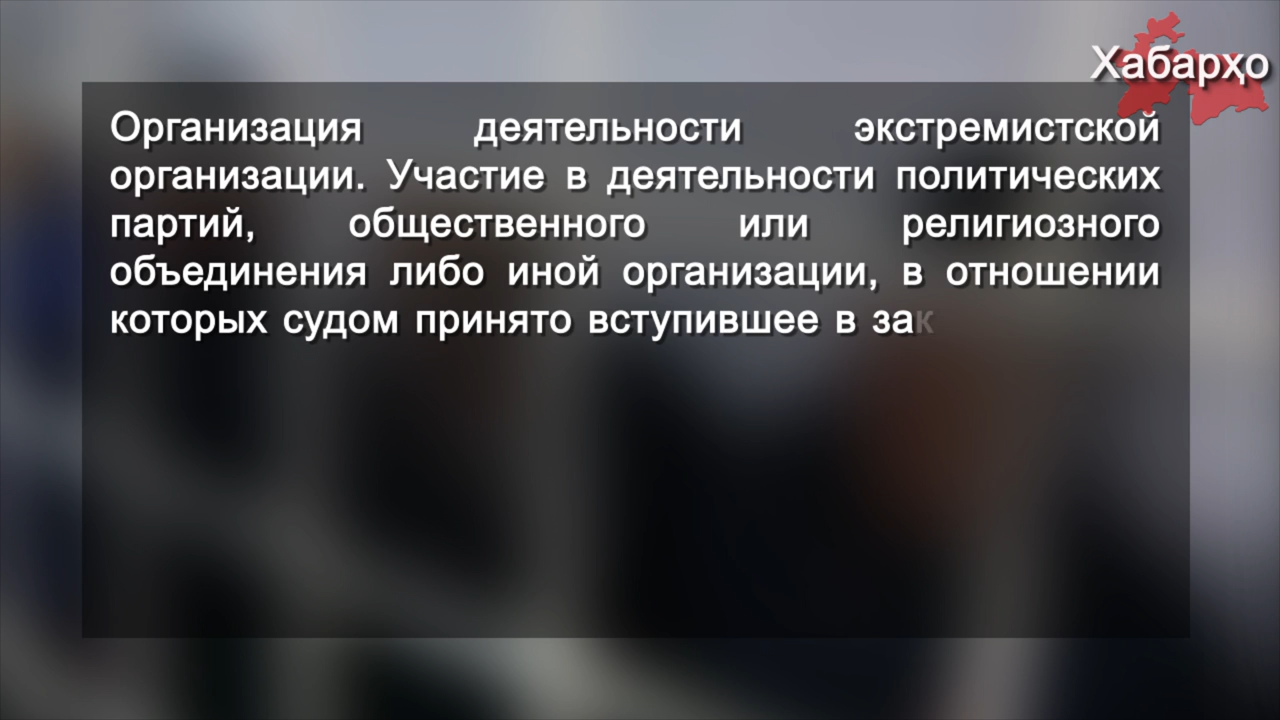 Хабарҳо
Организация деятельности экстремистской
организации. Участие в деятельности политических
партий, общественного или религиозного
объединения либо иной организации, в отношении
которых судом принято вступившее в зак